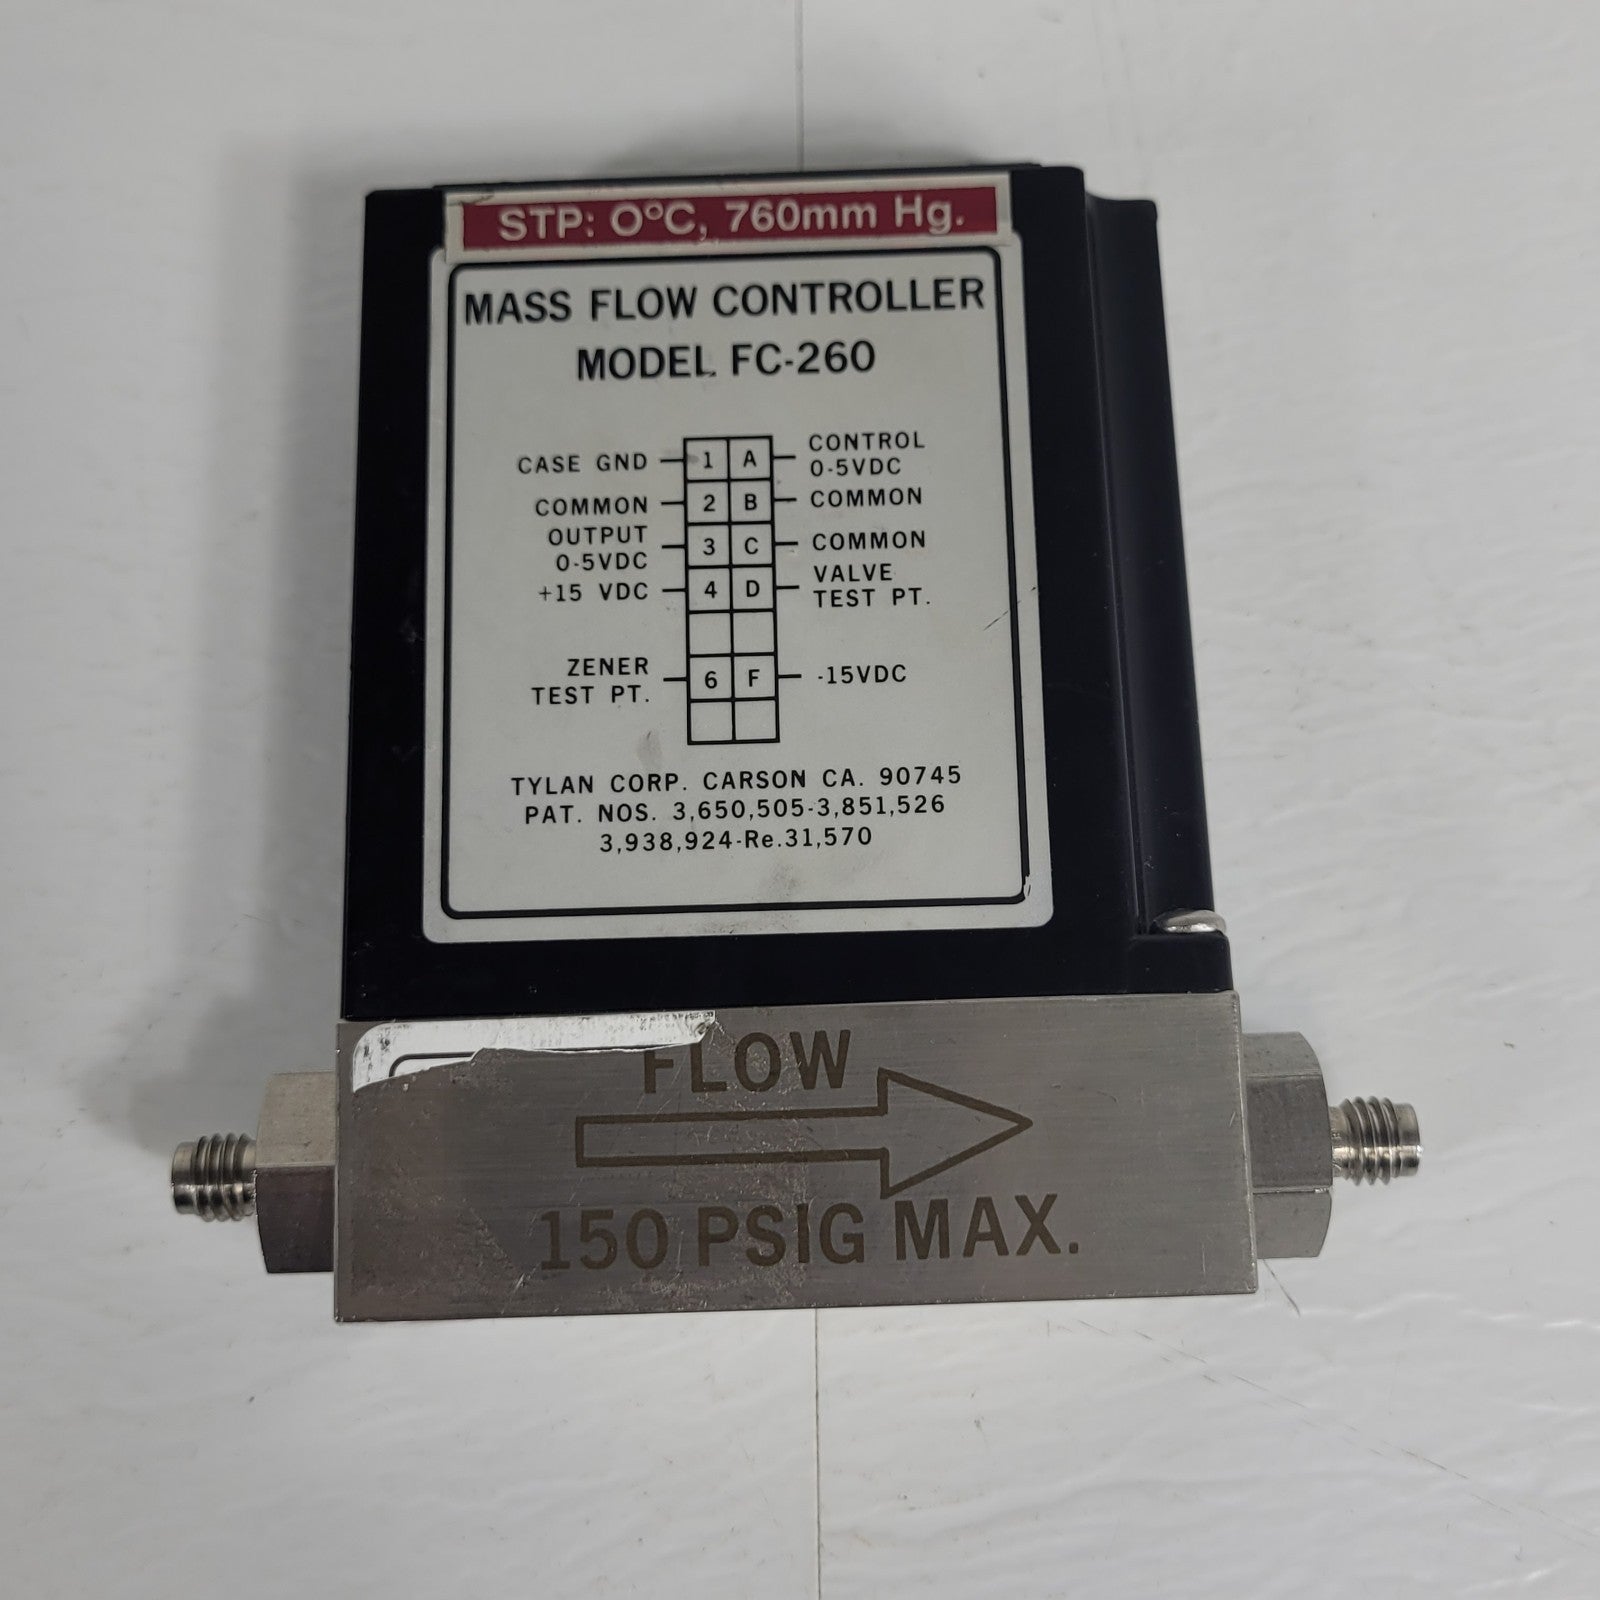 STP: 0°C, 760mm Hg.
MASS FLOW CONTROLLER
MODEL FC-260
CASE GND 1 A CONTROL 0-5VDC
COMMON 2 B COMMON
OUTPUT 0-5VDC 3 C COMMON
+15 VDC 4 D VALVE TEST PT.
ZENER TEST PT. 6 F -15VDC
TYLAN CORP. CARSON CA. 90745
PAT. NOS. 3,650,505-3,851,526
3,938,924-Re.31,570
FLOW
150 PSIG MAX.